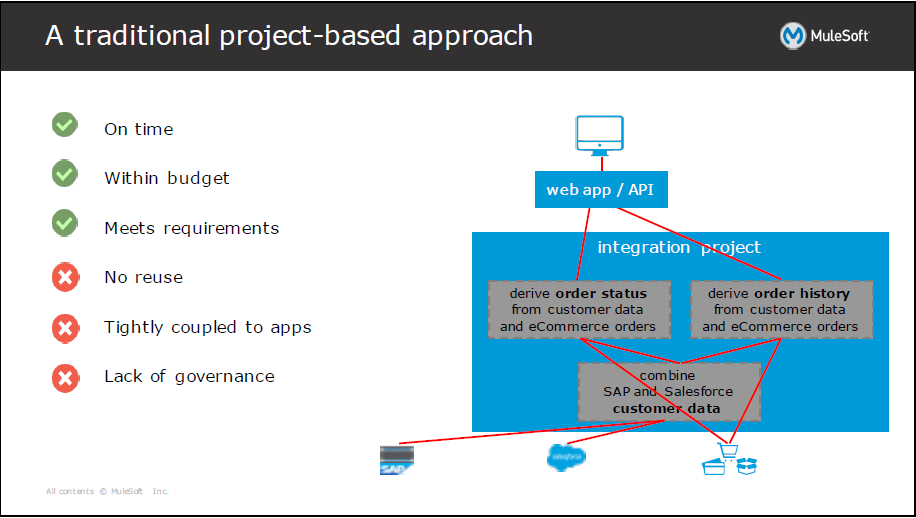 A traditional project-based approach
MuleSoft
On time
Within budget
Meets requirements
No reuse
Tightly coupled to apps
Lack of governance
web app / API
integration project
derive order status
from customer data
and eCommerce orders
derive order history
from customer data
and eCommerce orders
combine
SAP and Salesforce
customer data
SAP
salesforce
All contents © MuleSoft Inc.